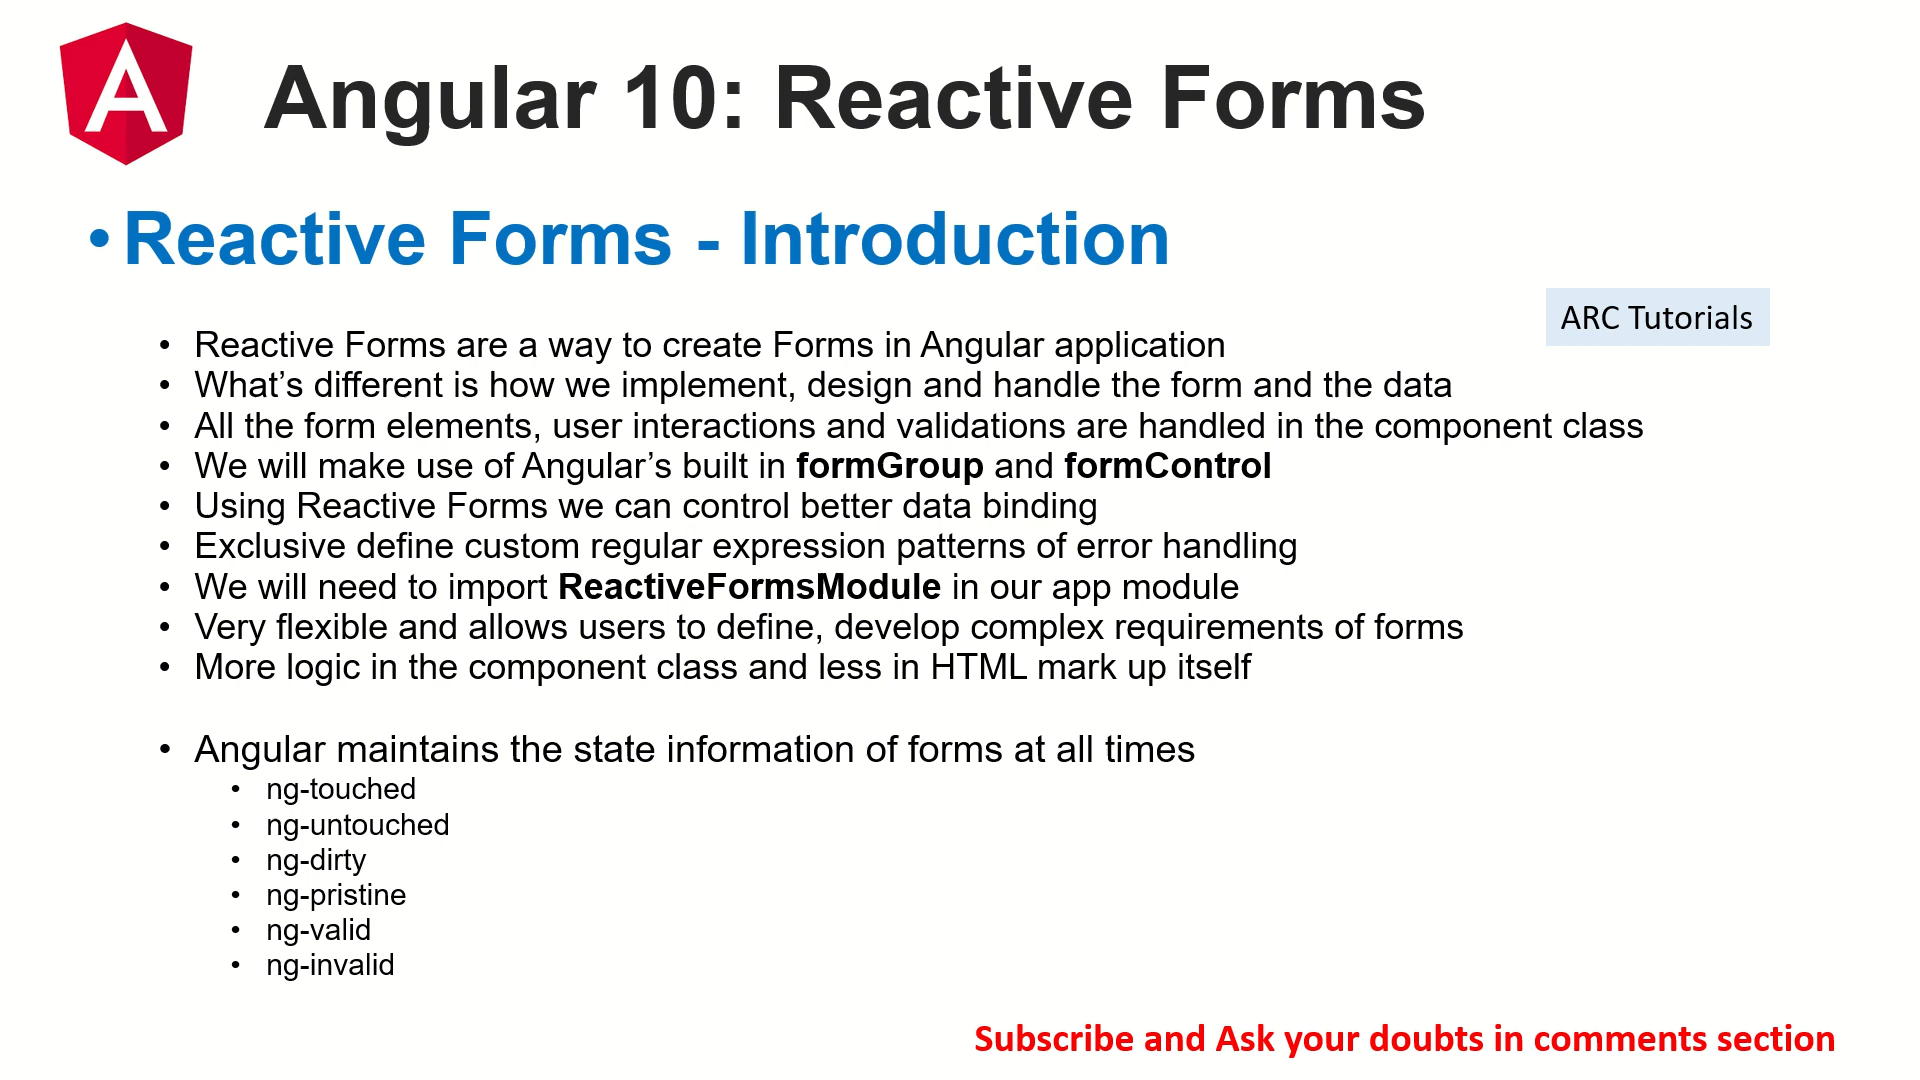 Angular 10: Reactive Forms
• Reactive Forms - Introduction
ARC Tutorials
• Reactive Forms are a way to create Forms in Angular application
• What’s different is how we implement, design and handle the form and the data
• All the form elements, user interactions and validations are handled in the component class
• We will make use of Angular’s built in formGroup and formControl
• Using Reactive Forms we can control better data binding
• Exclusive define custom regular expression patterns of error handling
• We will need to import ReactiveFormsModule in our app module
• Very flexible and allows users to define, develop complex requirements of forms
• More logic in the component class and less in HTML mark up itself
• Angular maintains the state information of forms at all times
• ng-touched
• ng-untouched
• ng-dirty
• ng-pristine
• ng-valid
• ng-invalid
Subscribe and Ask your doubts in comments section